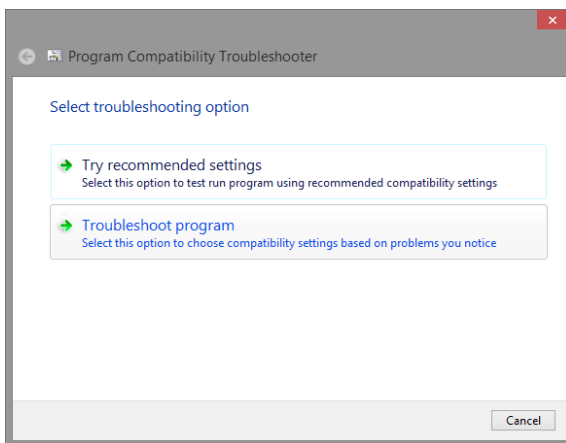 Program Compatibility Troubleshooter
Select troubleshooting option
Try recommended settings
Select this option to test run program using recommended compatibility settings
Troubleshoot program
Select this option to choose compatibility settings based on problems you notice
Cancel